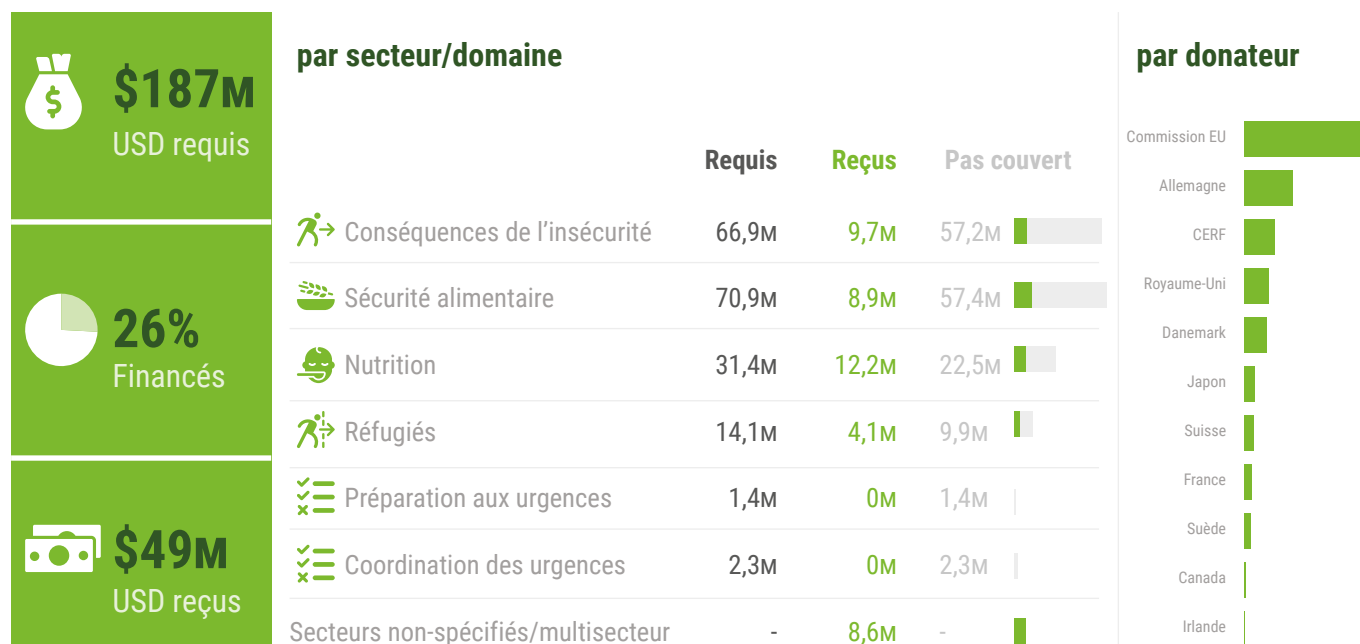 $187M
USD requis
26%
Financés
$49M
USD reçus
par secteur/domaine
Requis Reçus Pas couvert
Conséquences de l'insécurité 66,9M 9,7M 57,2M
Sécurité alimentaire 70,9M 8,9M 57,4M
Nutrition 31,4M 12,2M 22,5M
Réfugiés 14,1M 4,1M 9,9M
Préparation aux urgences 1,4M 0M 1,4M
Coordination des urgences 2,3M 0M 2,3M
Secteurs non-spécifiés/multisecteur - 8,6M -
par donateur
Commission EU
Allemagne
CERF
Royaume-Uni
Danemark
Japon
Suisse
France
Suède
Canada
Irlande